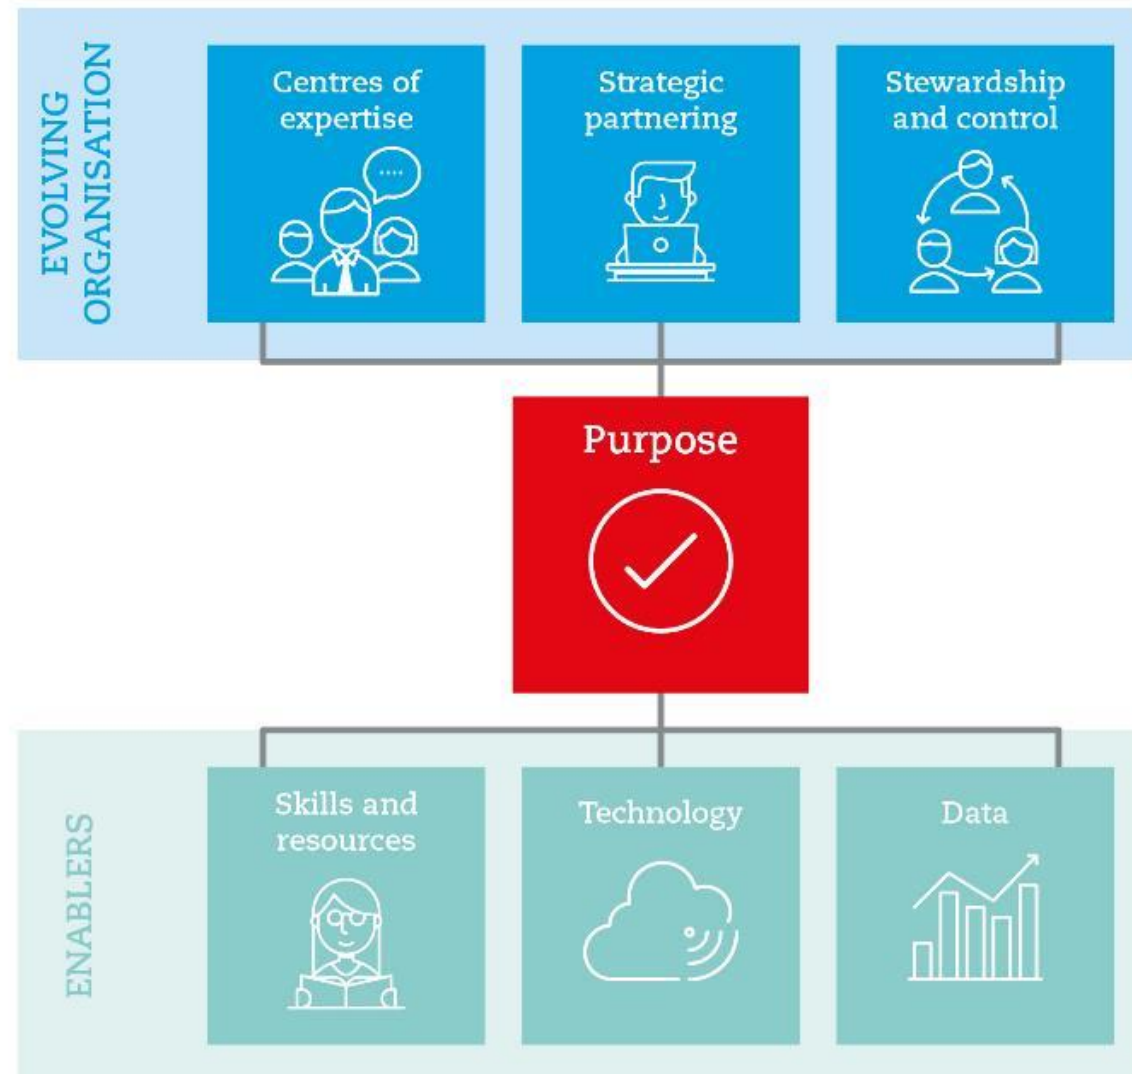 EVOLVING
ORGANISATION
Centres of
expertise
Strategic
partnering
Stewardship
and control
Purpose
ENABLERS
Skills and
resources
Technology
Data